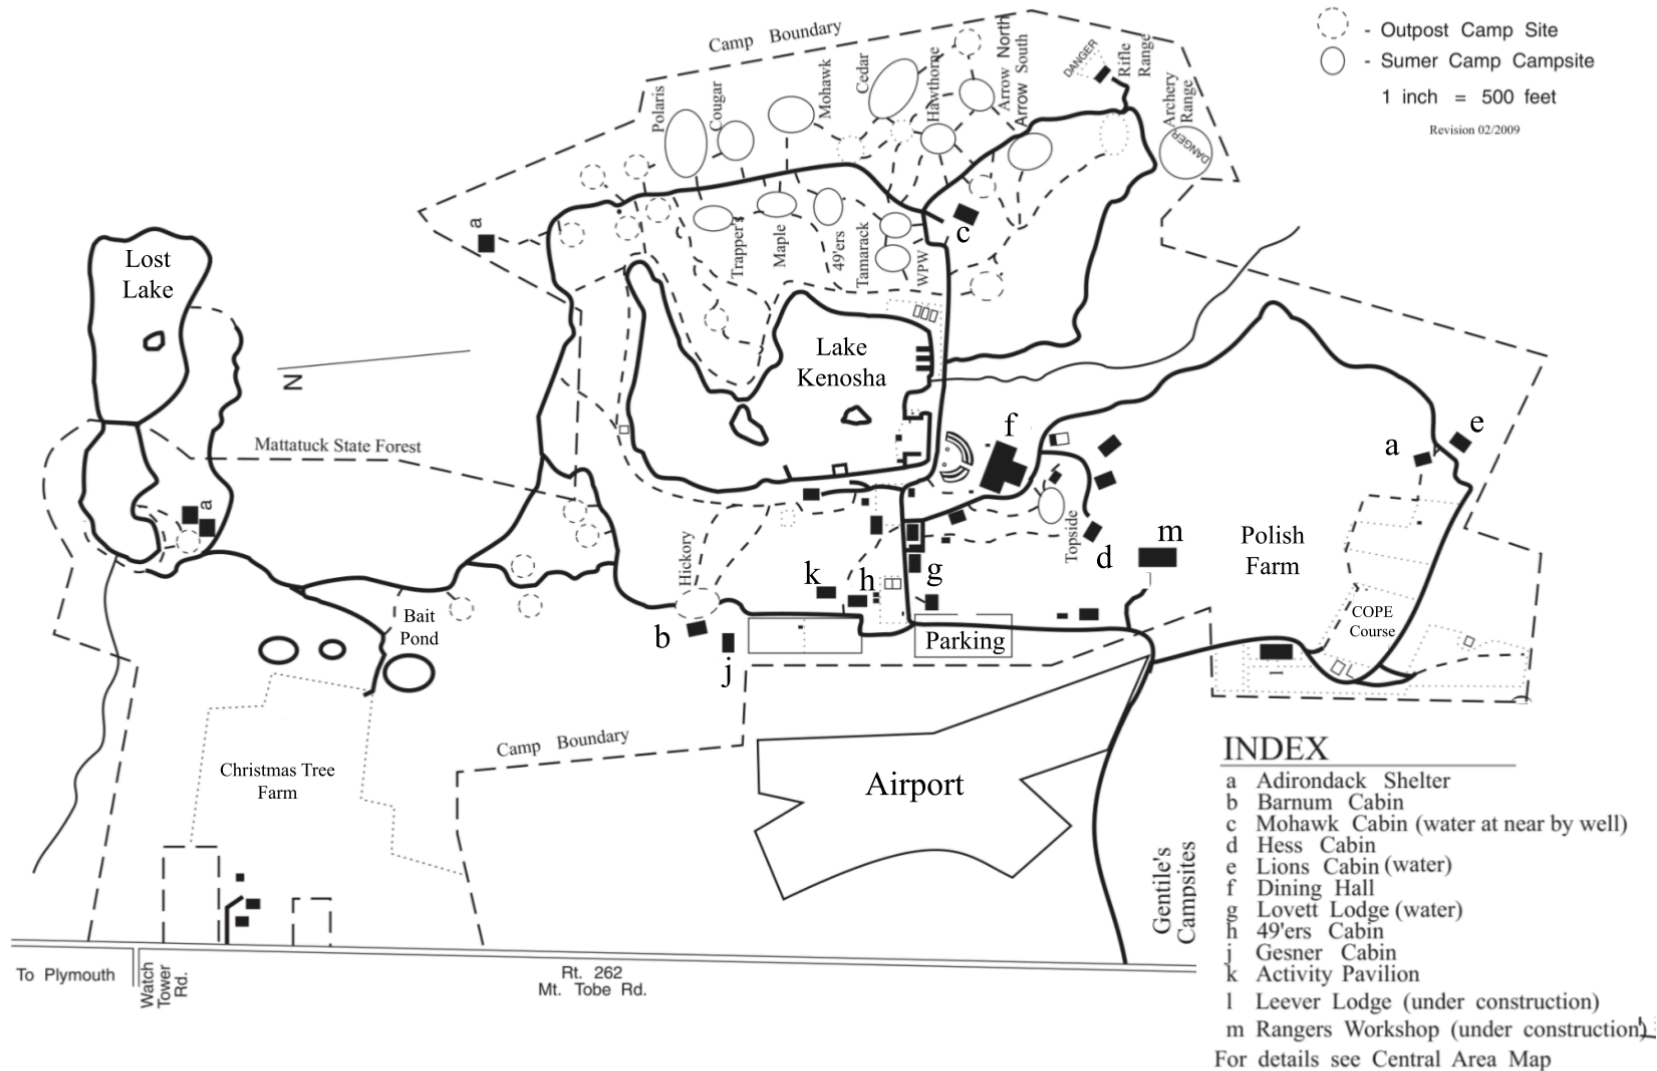 Camp Boundary
- Outpost Camp Site
- Sumer Camp Campsite
1 inch = 500 feet
Revision 02/2009
Polaris
Cougar
Mohawk
Cedar
Hawthorne
Arrow North
Arrow South
DANGER
Rifle
Range
Archery
Range
DANGER
a
Trapper's
Maple
49'ers
Tamarack
WPW
c
Lost
Lake
N
Lake
Kenosha
Mattatuck State Forest
f
a
e
a
Hickory
Topside
d
m
Polish
Farm
k
h
g
b
j
Parking
COPE
Course
l
Bait
Pond
Camp Boundary
Christmas Tree
Farm
Airport
Gentile's
Campsites
To Plymouth
Watch
Tower
Rd.
Rt. 262
Mt. Tobe Rd.
INDEX
a Adirondack Shelter
b Barnum Cabin
c Mohawk Cabin (water at near by well)
d Hess Cabin
e Lions Cabin (water)
f Dining Hall
g Lovett Lodge (water)
h 49'ers Cabin
j Gesner Cabin
k Activity Pavilion
l Leever Lodge (under construction)
m Rangers Workshop (under construction)
For details see Central Area Map